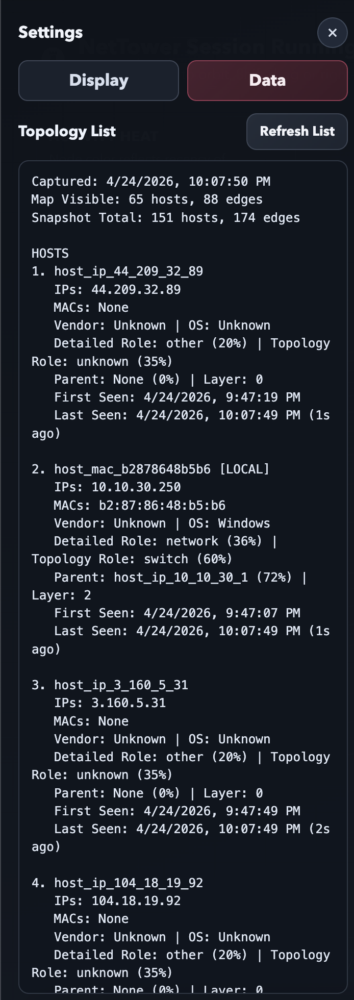 Settings
×
NetTower Session Running
Display
Data
Topology List
HEAT
Refresh List
Captured: 4/24/2026, 10:07:50 PM
Map Visible: 65 hosts, 88 edges
Snapshot Total: 151 hosts, 174 edges
HOSTS
1. host_ip_44_209_32_89
IPs: 44.209.32.89
MACs: None
Vendor: Unknown | OS: Unknown
Detailed Role: other (20%) | Topology
Role: unknown (35%)
Parent: None (0%) | Layer: 0
First Seen: 4/24/2026, 9:47:19 PM
Last Seen: 4/24/2026, 10:07:49 PM (1s
ago)
2. host_mac_b2878648b5b6 [LOCAL]
IPs: 10.10.30.250
MACs: b2:87:86:48:b5:b6
Vendor: Unknown | OS: Windows
Detailed Role: network (36%) |
Topology Role: switch (60%)
Parent: host_ip_10_10_30_1 (72%) |
Layer: 2
First Seen: 4/24/2026, 9:47:07 PM
Last Seen: 4/24/2026, 10:07:49 PM (1s
ago)
3. host_ip_3_160_5_31
IPs: 3.160.5.31
MACs: None
Vendor: Unknown | OS: Unknown
Detailed Role: other (20%) | Topology
Role: unknown (35%)
Parent: None (0%) | Layer: 0
First Seen: 4/24/2026, 9:47:49 PM
Last Seen: 4/24/2026, 10:07:49 PM (2s
ago)
4. host_ip_104_18_19_92
IPs: 104.18.19.92
MACs: None
Vendor: Unknown | OS: Unknown
Detailed Role: other (20%) | Topology
Role: unknown (35%)
Parent: None (0%) | Layer: 0